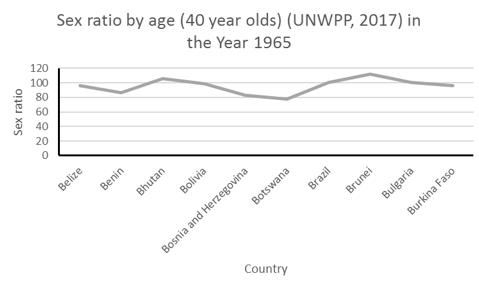 Sex ratio by age (40 year olds) (UNWPP, 2017) in
the Year 1965
120
100
80
60
40
20
0
Sex ratio
Belize
Benin
Bhutan
Bolivia
Bosnia and Herzegovina
Botswana
Brazil
Brunei
Bulgaria
Burkina Faso
Country